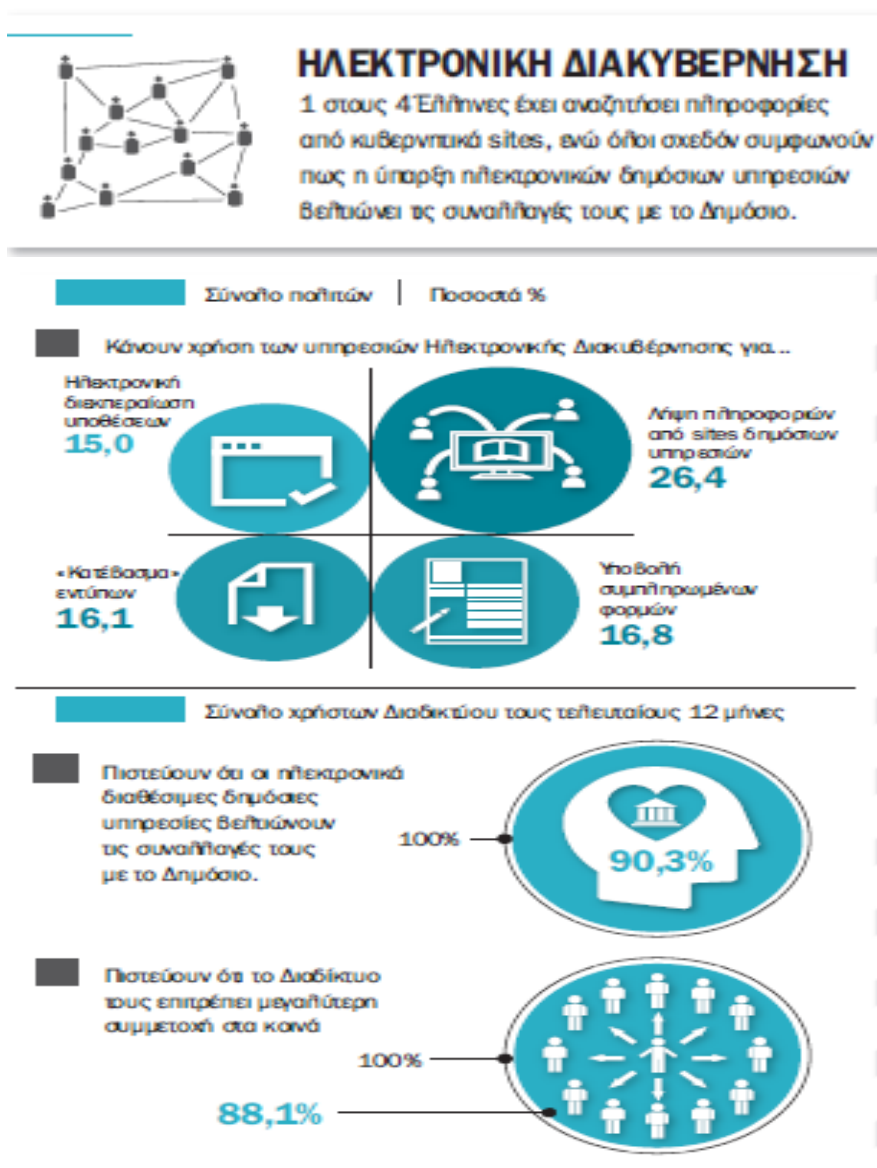 ΗΛΕΚΤΡΟΝΙΚΗ ΔΙΑΚΥΒΕΡΝΗΣΗ
1 στους 4 Έλληνες έχει αναζητήσει πληροφορίες
από κυβερνητικά sites, ενώ όλοι σχεδόν συμφωνούν
πως η ύπαρξη ηλεκτρονικών δημόσιων υπηρεσιών
βελτιώνει τις συναλλαγές τους με το Δημόσιο.
Σύνολο πολιτών | Ποσοστά %
Κάνουν χρήση των υπηρεσιών Ηλεκτρονικής Διακυβέρνησης για...
Ηλεκτρονική
διεκπεραίωση
υποθέσεων
15,0
Λήψη πληροφοριών
από sites δημόσιων
υπηρεσιών
26,4
«Κατέβασμα»
εντύπων
16,1
Υποβολή
συμπληρωμένων
φορμών
16,8
Σύνολο χρήστων Διαδικτύου τους τελευταίους 12 μήνες
Πιστεύουν ότι οι ηλεκτρονικά
διαθέσιμες δημόσιες
υπηρεσίες βελτιώνουν
τις συναλλαγές τους
με το Δημόσιο.
100%
90,3%
Πιστεύουν ότι το Διαδίκτυο
τους επιτρέπει μεγαλύτερη
συμμετοχή στα κοινά
100%
88,1%